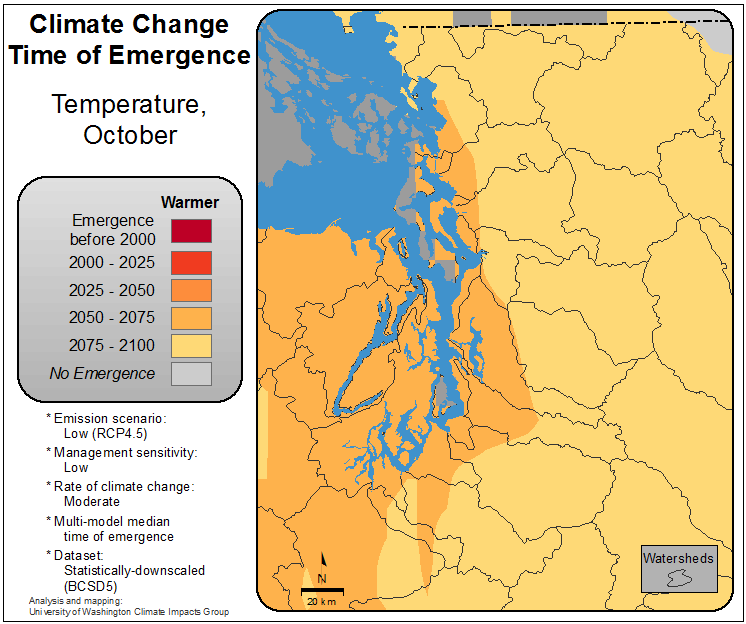 Climate Change
Time of Emergence
Temperature,
October
Warmer
Emergence
before 2000
2000 - 2025
2025 - 2050
2050 - 2075
2075 - 2100
No Emergence
* Emission scenario:
Low (RCP4.5)
* Management sensitivity:
Low
* Rate of climate change:
Moderate
* Multi-model median
time of emergence
* Dataset:
Statistically-downscaled
(BCSD5)
Analysis and mapping:
University of Washington Climate Impacts Group
N
20 km
Watersheds